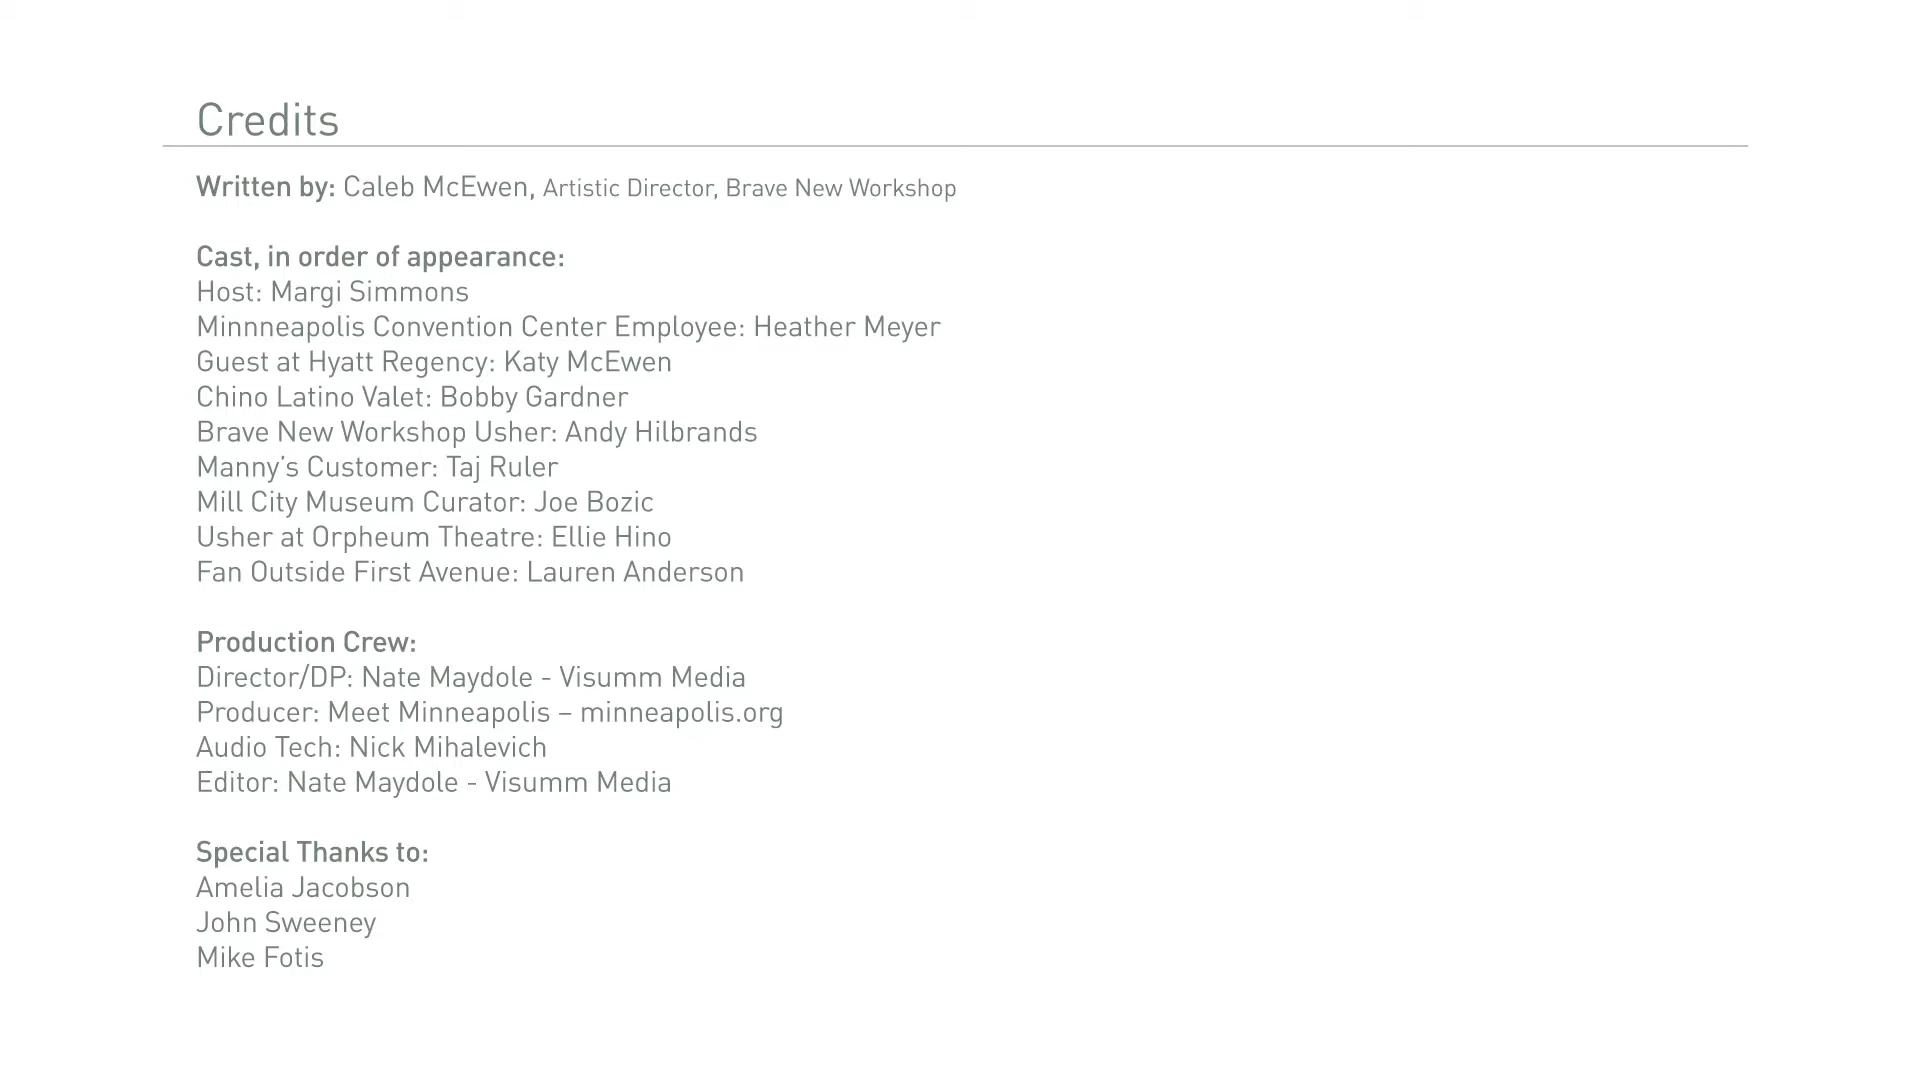 Credits
Written by: Caleb McEwen, Artistic Director, Brave New Workshop
Cast, in order of appearance:
Host: Margi Simmons
Minnneapolis Convention Center Employee: Heather Meyer
Guest at Hyatt Regency: Katy McEwen
Chino Latino Valet: Bobby Gardner
Brave New Workshop Usher: Andy Hilbrands
Manny’s Customer: Taj Ruler
Mill City Museum Curator: Joe Bozic
Usher at Orpheum Theatre: Ellie Hino
Fan Outside First Avenue: Lauren Anderson
Production Crew:
Director/DP: Nate Maydole - Visumm Media
Producer: Meet Minneapolis – minneapolis.org
Audio Tech: Nick Mihalevich
Editor: Nate Maydole - Visumm Media
Special Thanks to:
Amelia Jacobson
John Sweeney
Mike Fotis